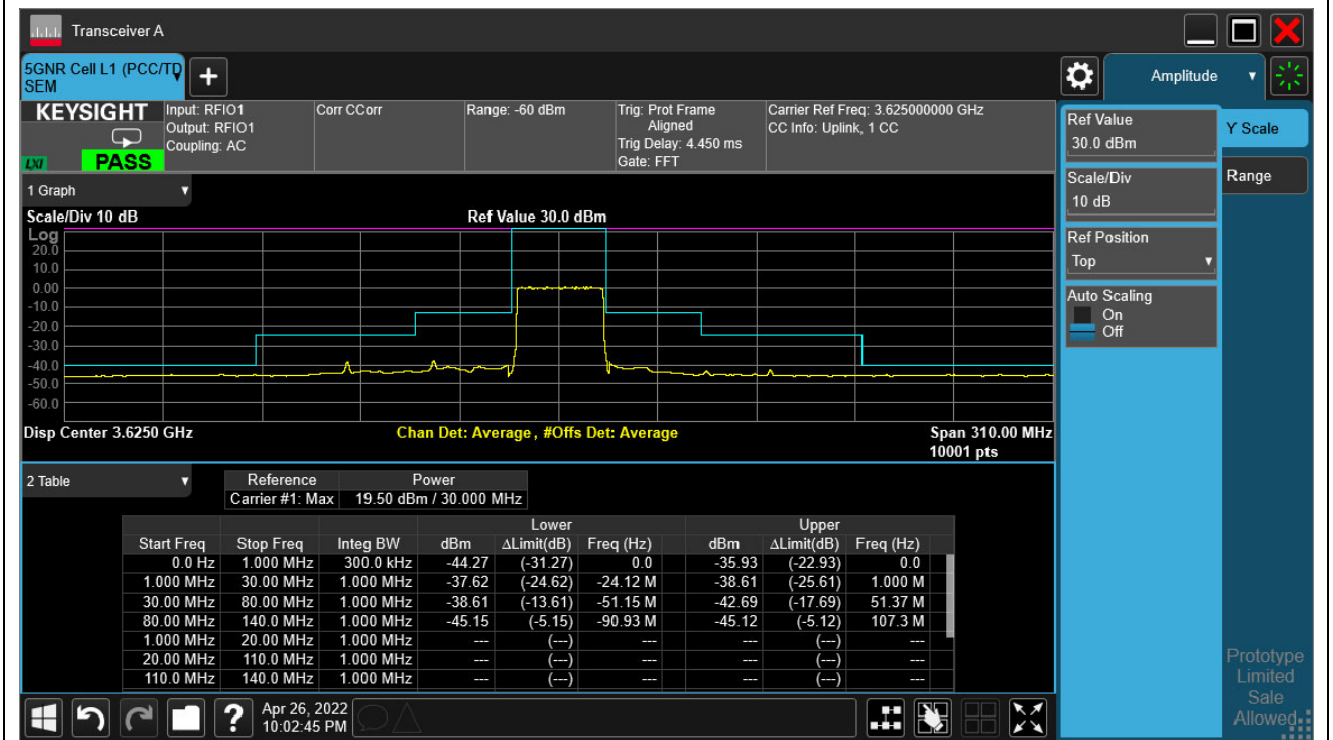 Transceiver A
5GNR Cell L1 (PCC/TD
SEM
+
Amplitude
KEYSIGHT
LXI
PASS
Input: RFIO1
Output: RFIO1
Coupling: AC
Corr CCorr
Range: -60 dBm
Trig: Prot Frame
Aligned
Trig Delay: 4.450 ms
Gate: FFT
Carrier Ref Freq: 3.625000000 GHz
CC Info: Uplink, 1 CC
Ref Value
30.0 dBm
Y Scale
Scale/Div
10 dB
Range
Ref Position
Top
Auto Scaling
On
Off
1 Graph
Scale/Div 10 dB
Ref Value 30.0 dBm
Log
20.0
10.0
0.00
-10.0
-20.0
-30.0
-40.0
-50.0
-60.0
Disp Center 3.6250 GHz
Chan Det: Average , #Offs Det: Average
Span 310.00 MHz
10001 pts
2 Table
Reference Power
Carrier #1: Max 19.50 dBm / 30.000 MHz
Lower Upper
Start Freq Stop Freq Integ BW dBm ΔLimit(dB) Freq (Hz) dBm ΔLimit(dB) Freq (Hz)
0.0 Hz 1.000 MHz 300.0 kHz -44.27 (-31.27) 0.0 -35.93 (-22.93) 0.0
1.000 MHz 30.00 MHz 1.000 MHz -37.62 (-24.62) -24.12 M -38.61 (-25.61) 1.000 M
30.00 MHz 80.00 MHz 1.000 MHz -38.61 (-13.61) -51.15 M -42.69 (-17.69) 51.37 M
80.00 MHz 140.0 MHz 1.000 MHz -45.15 (-5.15) -90.93 M -45.12 (-5.12) 107.3 M
1.000 MHz 20.00 MHz 1.000 MHz --- (---) --- --- (---) ---
20.00 MHz 110.0 MHz 1.000 MHz --- (---) --- --- (---) ---
110.0 MHz 140.0 MHz 1.000 MHz --- (---) --- --- (---) ---
Prototype
Limited
Sale
Allowed
?
Apr 26, 2022
10:02:45 PM